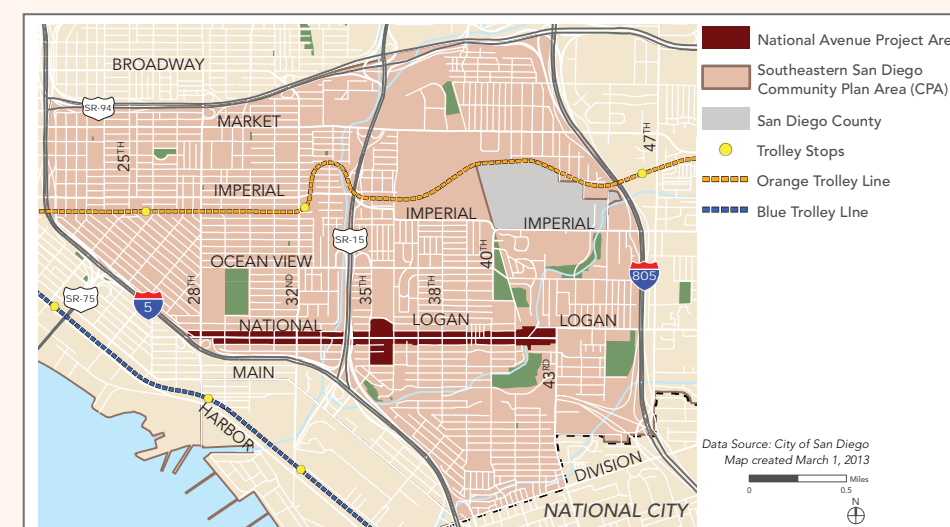 BROADWAY
SR-94
MARKET
25TH
47TH
IMPERIAL
IMPERIAL
IMPERIAL
SR-15
40TH
OCEAN VIEW
28TH
32ND
35TH
38TH
SR-75
5
805
NATIONAL
LOGAN
LOGAN
MAIN
43RD
HARBOR
DIVISION
NATIONAL CITY
National Avenue Project Are
Southeastern San Diego
Community Plan Area (CPA)
San Diego County
Trolley Stops
Orange Trolley Line
Blue Trolley LIne
Data Source: City of San Diego
Map created March 1, 2013
Miles
0 0.5
N